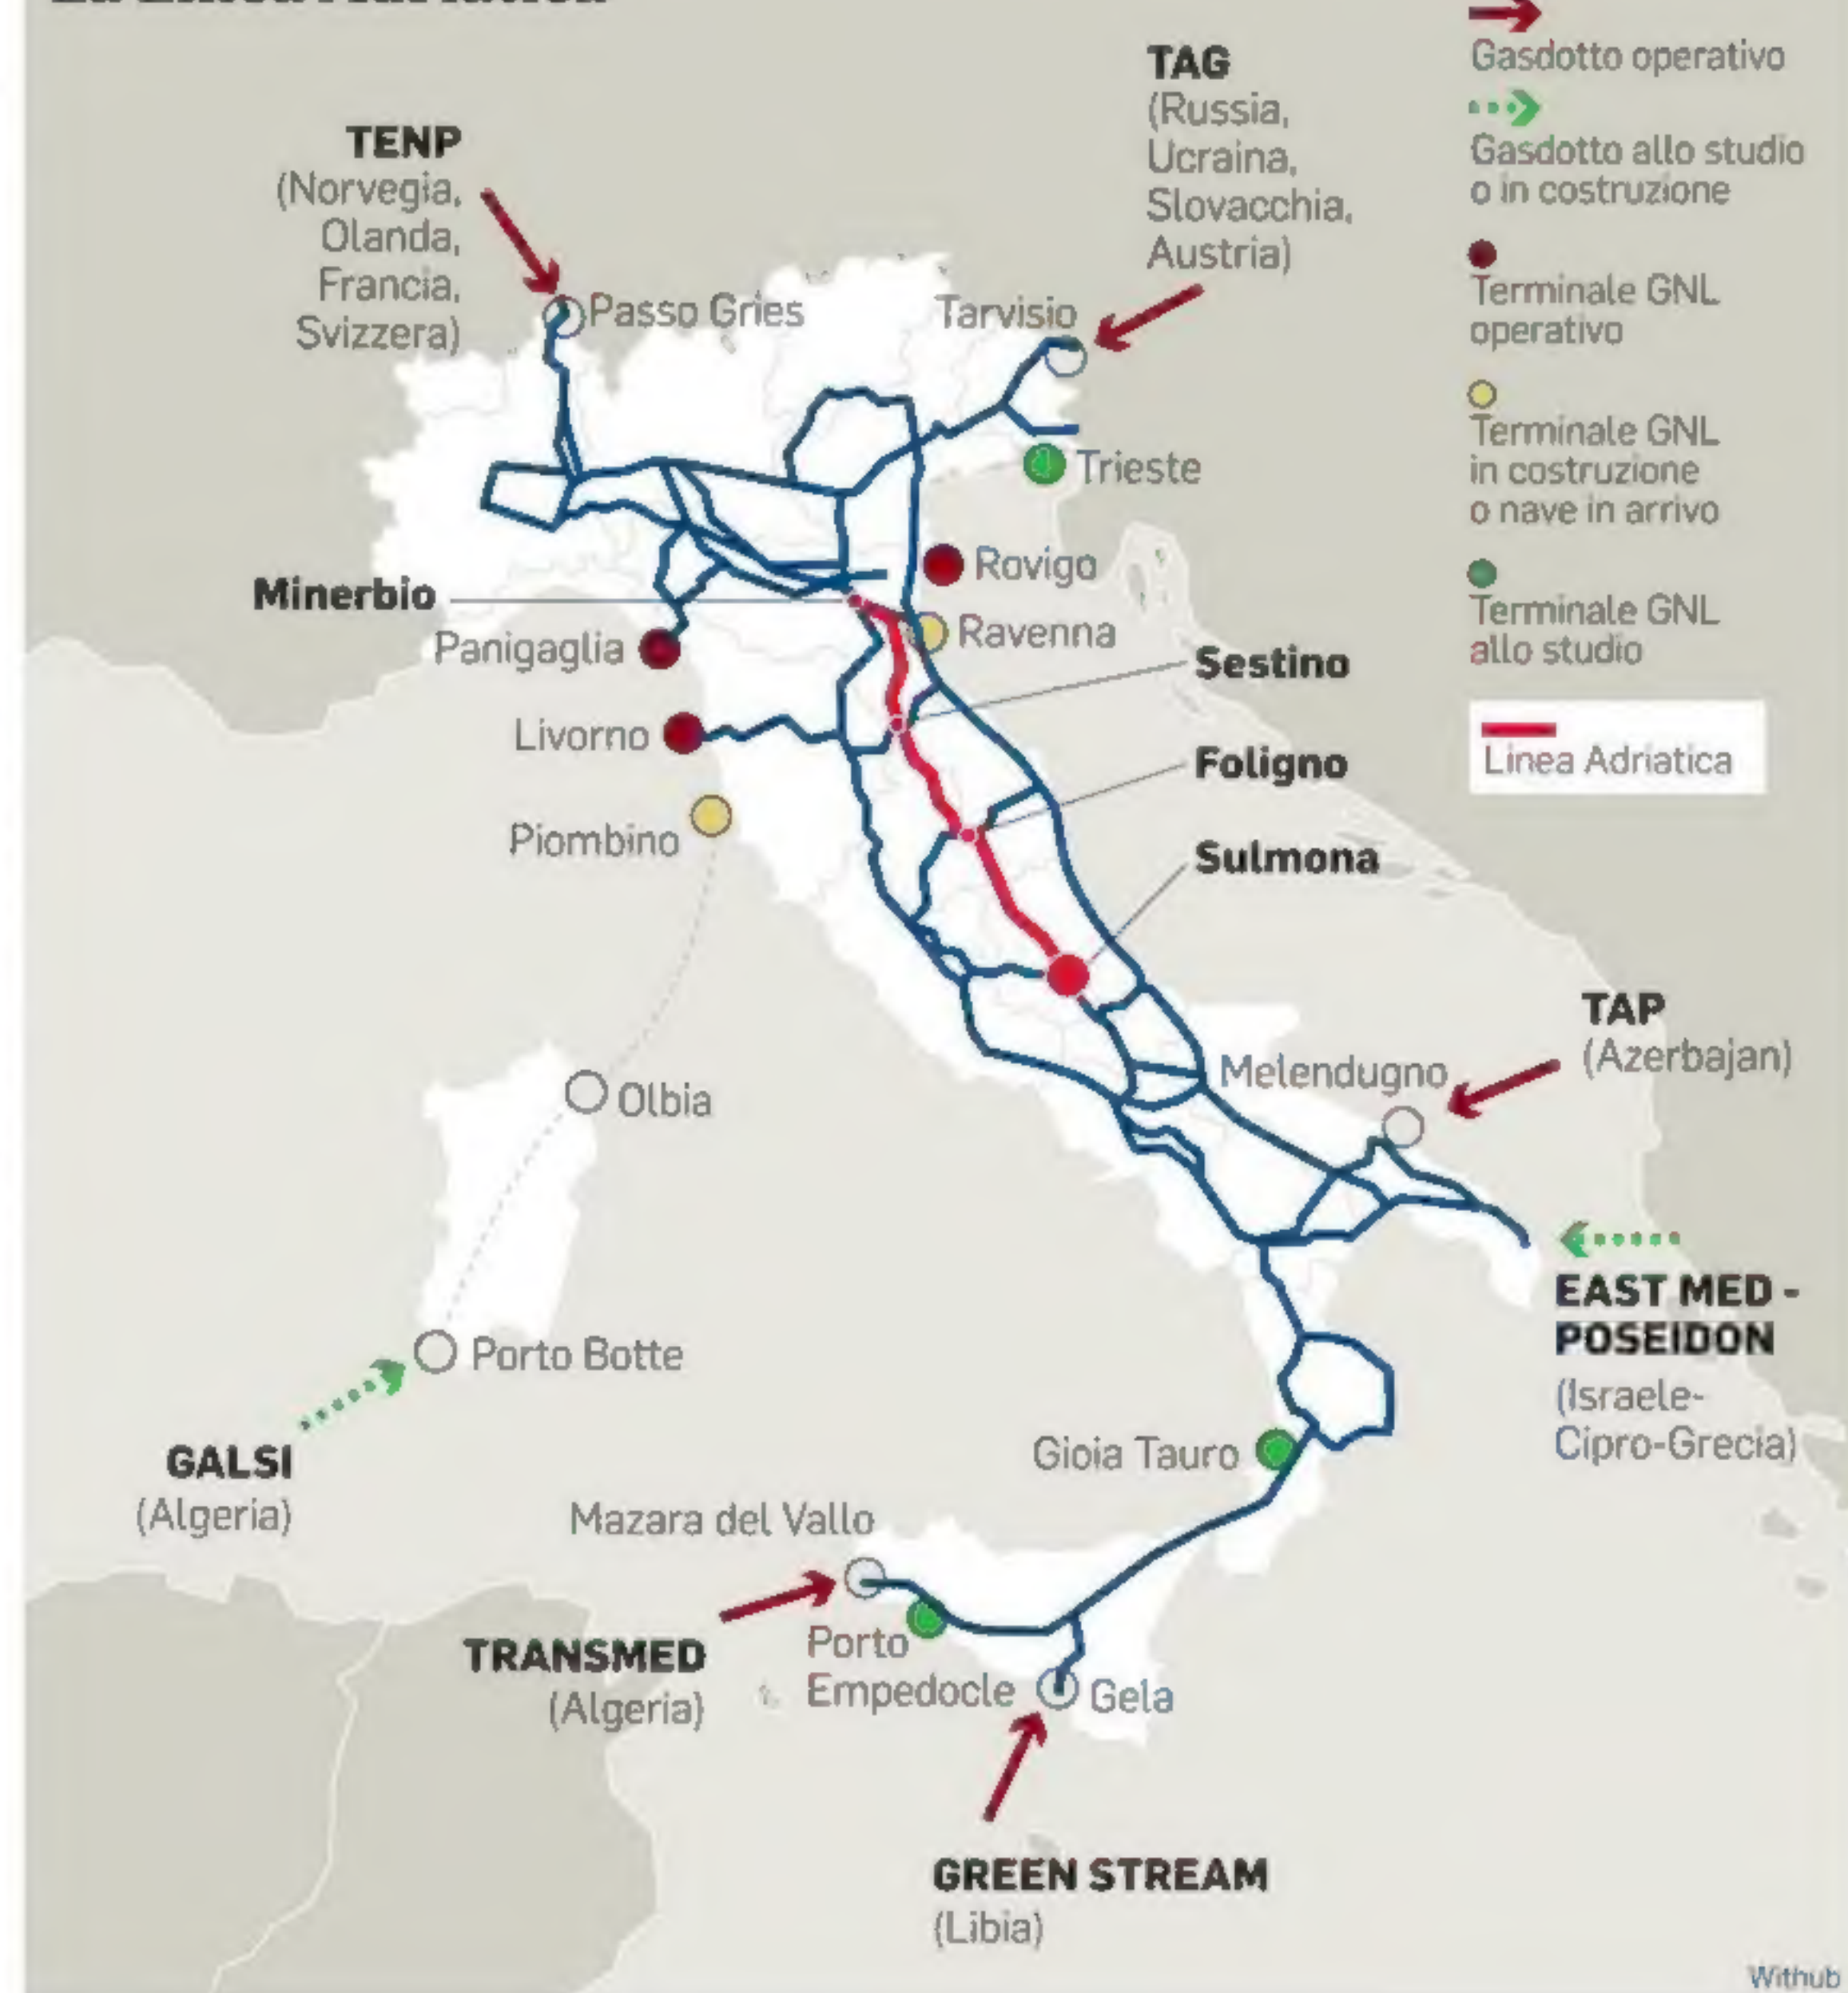 TAG
(Russia,
Ucraina,
Slovacchia,
Austria)
TENP
(Norvegia,
Olanda,
Francia,
Svizzera)
Gasdotto operativo
Gasdotto allo studio
o in costruzione
Terminale GNL
operativo
Terminale GNL
in costruzione
o nave in arrivo
Terminale GNL
allo studio
Linea Adriatica
Passo Gries
Tarvisio
Trieste
Rovigo
Minerbio
Ravenna
Panigaglia
Sestino
Livorno
Foligno
Piombino
Sulmona
TAP
(Azerbajan)
Melendugno
Olbia
EAST MED -
POSEIDON
(Israele-
Cipro-Grecia)
Porto Botte
GALSI
(Algeria)
Gioia Tauro
Mazara del Vallo
TRANSMED
(Algeria)
Porto
Empedocle
Gela
GREEN STREAM
(Libia)
Withub